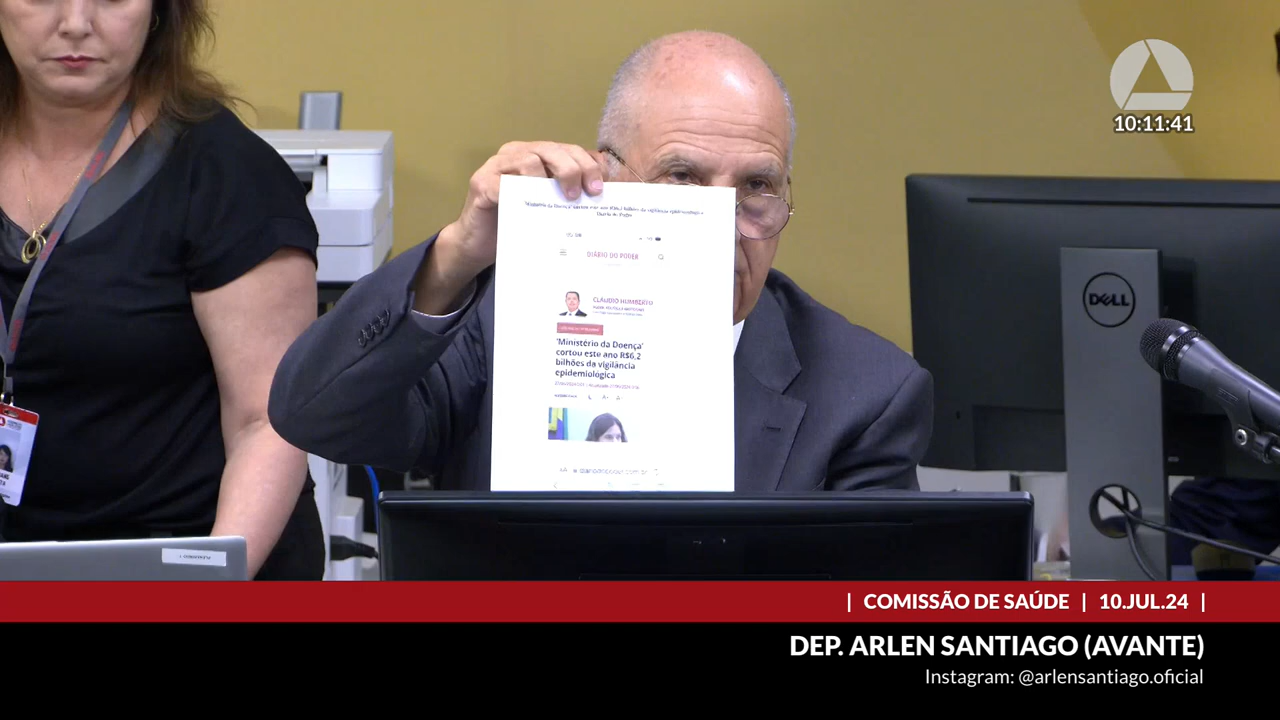 10:11:41
DIÁRIO DO PODER
CLÁUDIO HUMBERTO
'Ministério da Doença'
cortou este ano R$6,2
bilhões da vigilância
epidemiológica
DELL
| COMISSÃO DE SAÚDE | 10.JUL.24 |
DEP. ARLEN SANTIAGO (AVANTE)
Instagram: @arlensantiago.oficial